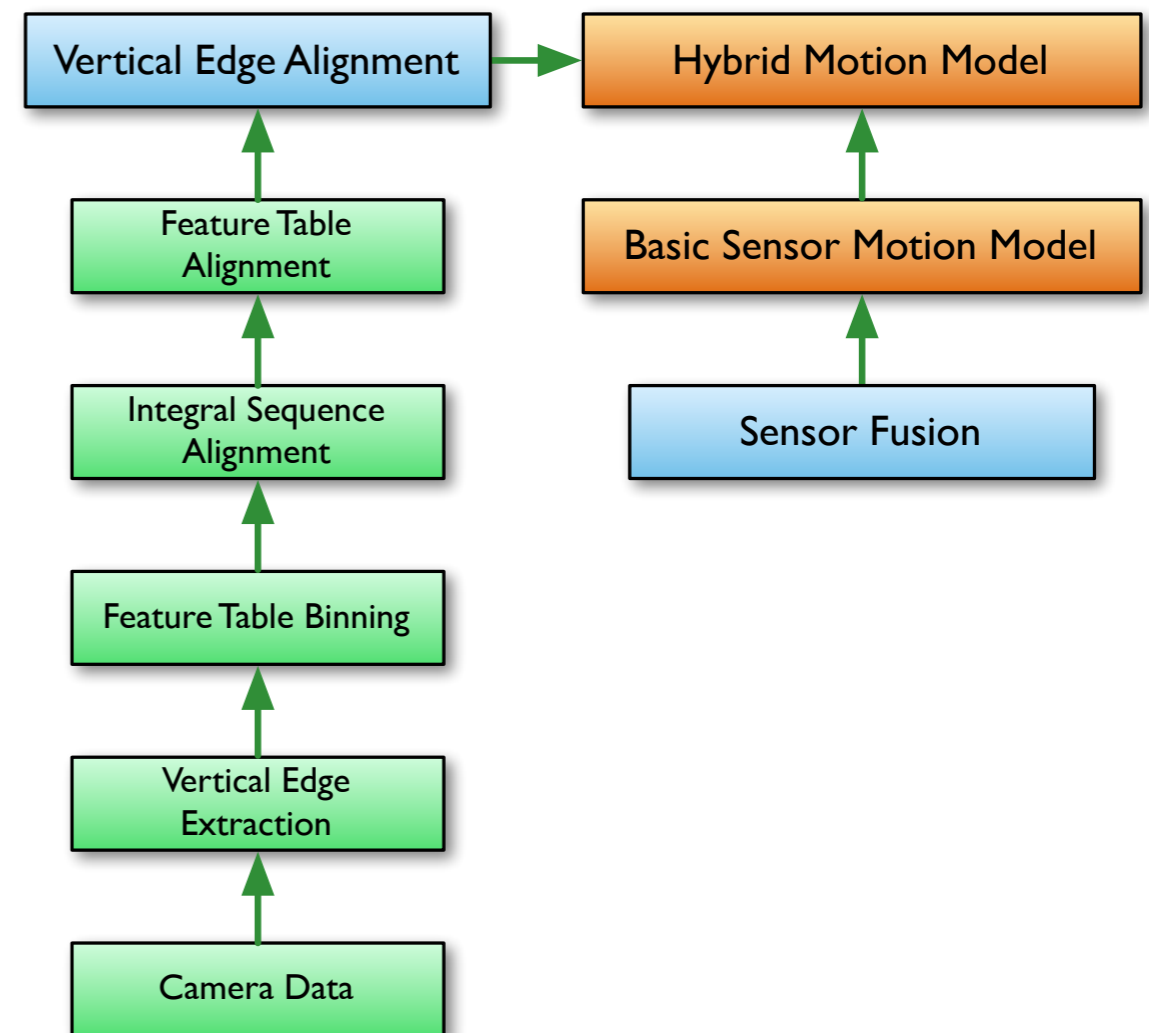 Vertical Edge Alignment
Hybrid Motion Model
Feature Table
Alignment
Basic Sensor Motion Model
Integral Sequence
Alignment
Sensor Fusion
Feature Table Binning
Vertical Edge
Extraction
Camera Data